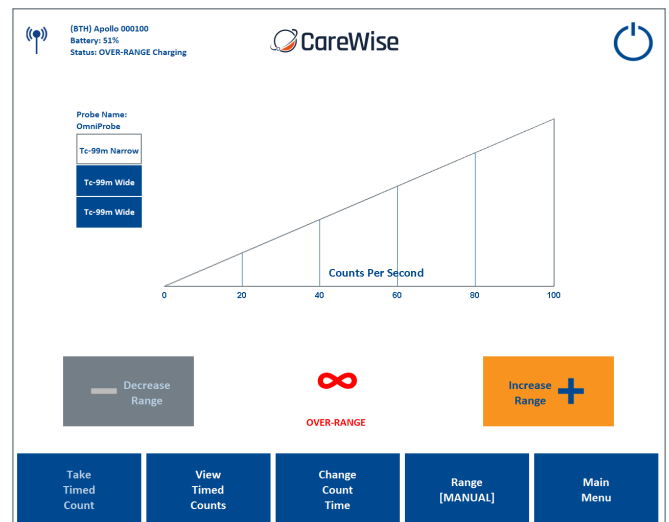 (BTH) Apollo 000100
Battery: 51%
Status: OVER-RANGE Charging
CareWise
Probe Name:
OmniProbe
Tc-99m Narrow
Tc-99m Wide
Tc-99m Wide
Counts Per Second
0 20 40 60 80 100
Decrease
Range
OVER-RANGE
Increase
Range
Take
Timed
Count
View
Timed
Counts
Change
Count
Time
Range
[MANUAL]
Main
Menu